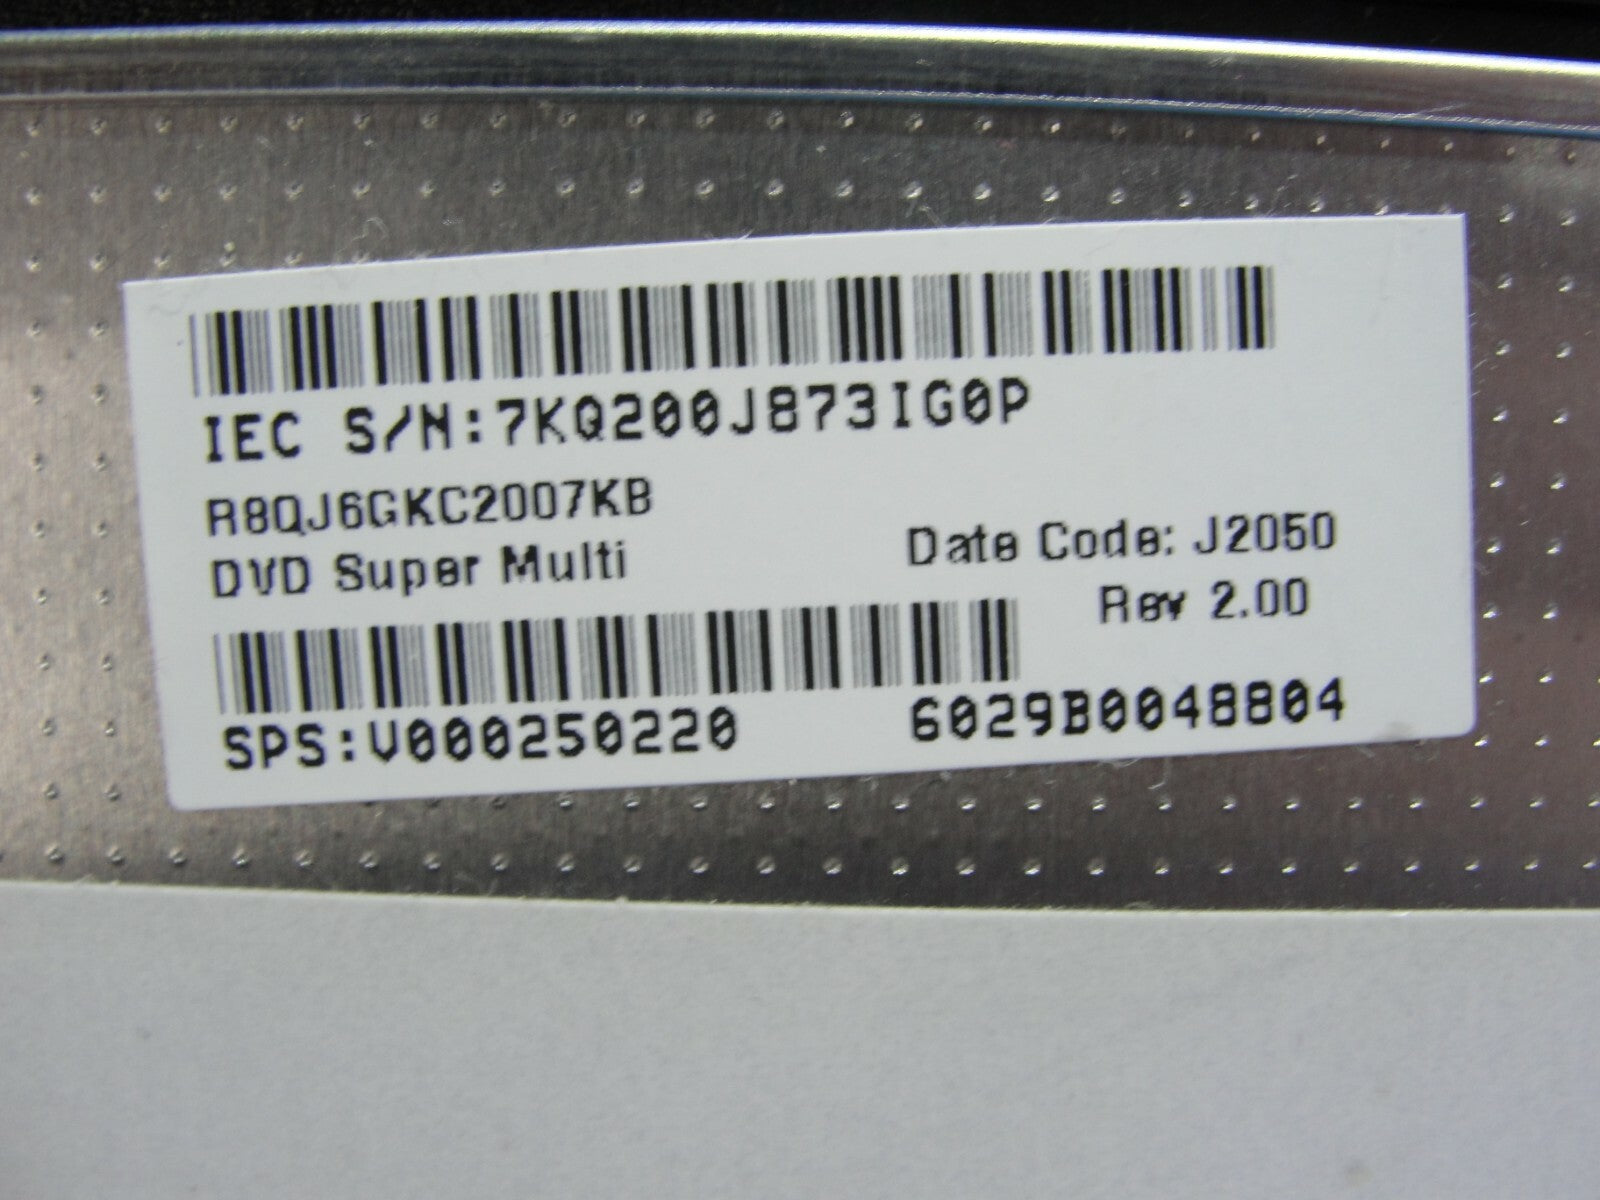 IEC S/N:7KQ200J873IG0P
R8QJ6GKC2007KB
DVD Super Multi
Date Code: J2050
Rev 2.00
SPS:V000250220 6029B0048804